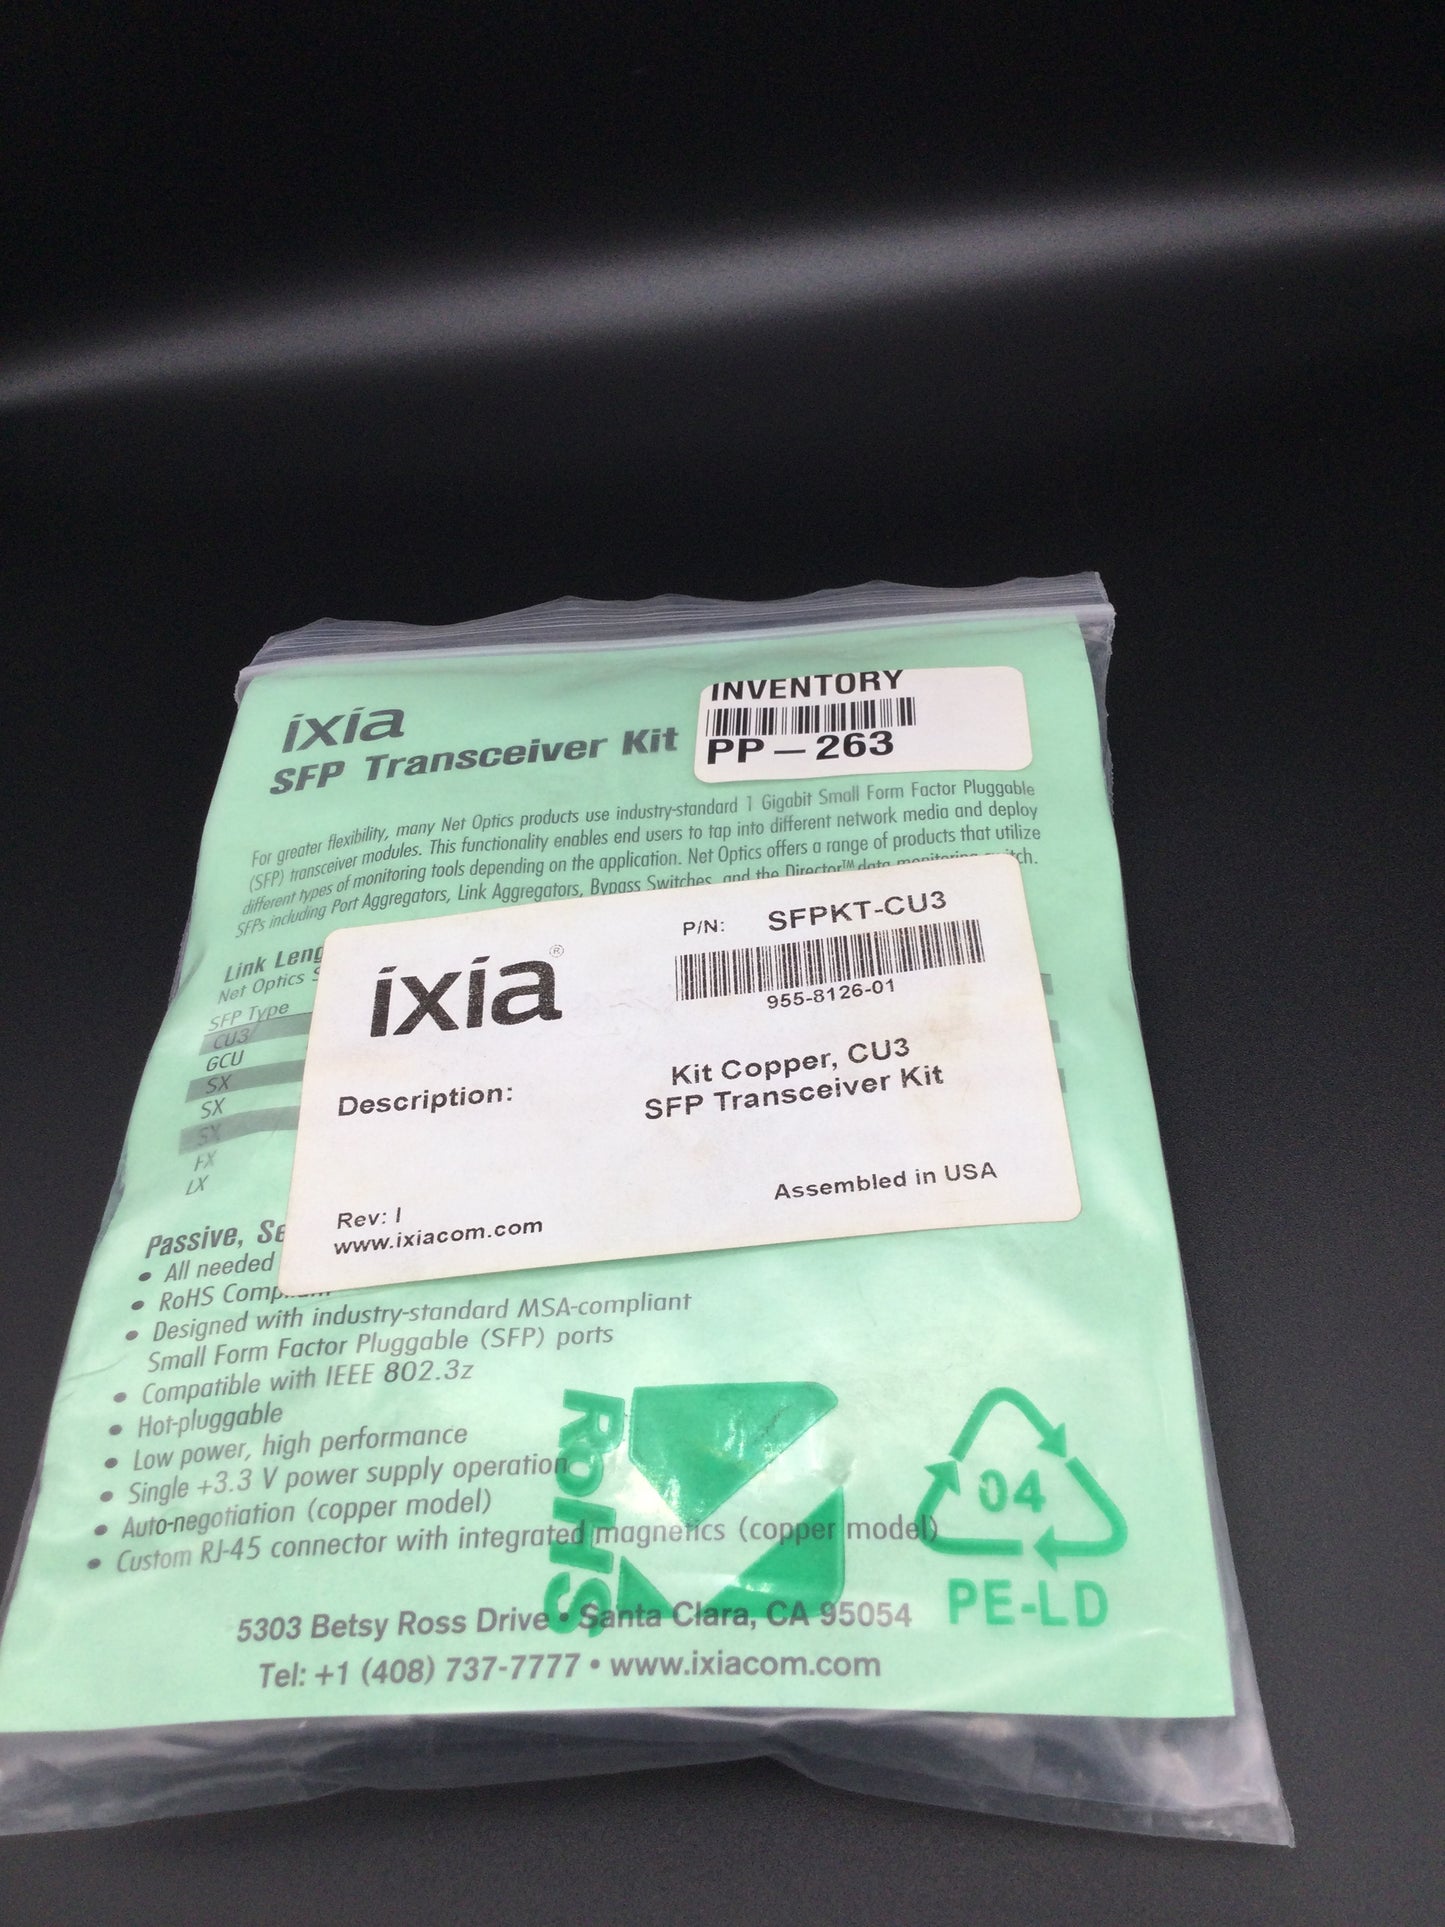 INVENTORY
PP-263
ixia
SFP Transceiver Kit
For greater flexibility, many Net Optics products use industry-standard 1 Gigabit Small Form Factor Pluggable
(SFP) transceiver modules. This functionality enables end users to tap into different network media and deploy
different types of monitoring tools depending on the application. Net Optics offers a range of products that utilize
SFPs including Port Aggregators, Link Aggregators, Bypass Switches, and the Director™ data monitoring
Link
Net Optics
SFP Type
CU3
GCU
SX
SX
SX
FX
LX
ixia®
P/N: SFPKT-CU3
955-8126-01
Description:
Kit Copper, CU3
SFP Transceiver Kit
Assembled in USA
Rev: I
www.ixiacom.com
Passive,
• All needed
• RoHS
• Designed with industry-standard MSA-compliant
Small Form Factor Pluggable (SFP) ports
• Compatible with IEEE 802.3z
• Hot-pluggable
• Low power, high performance
• Single +3.3 V power supply operation
• Auto-negotiation (copper model)
• Custom RJ-45 connector with integrated magnetics (copper model)
RoHS
04
PE-LD
5303 Betsy Ross Drive • Santa Clara, CA 95054
Tel: +1 (408) 737-7777 • www.ixiacom.com